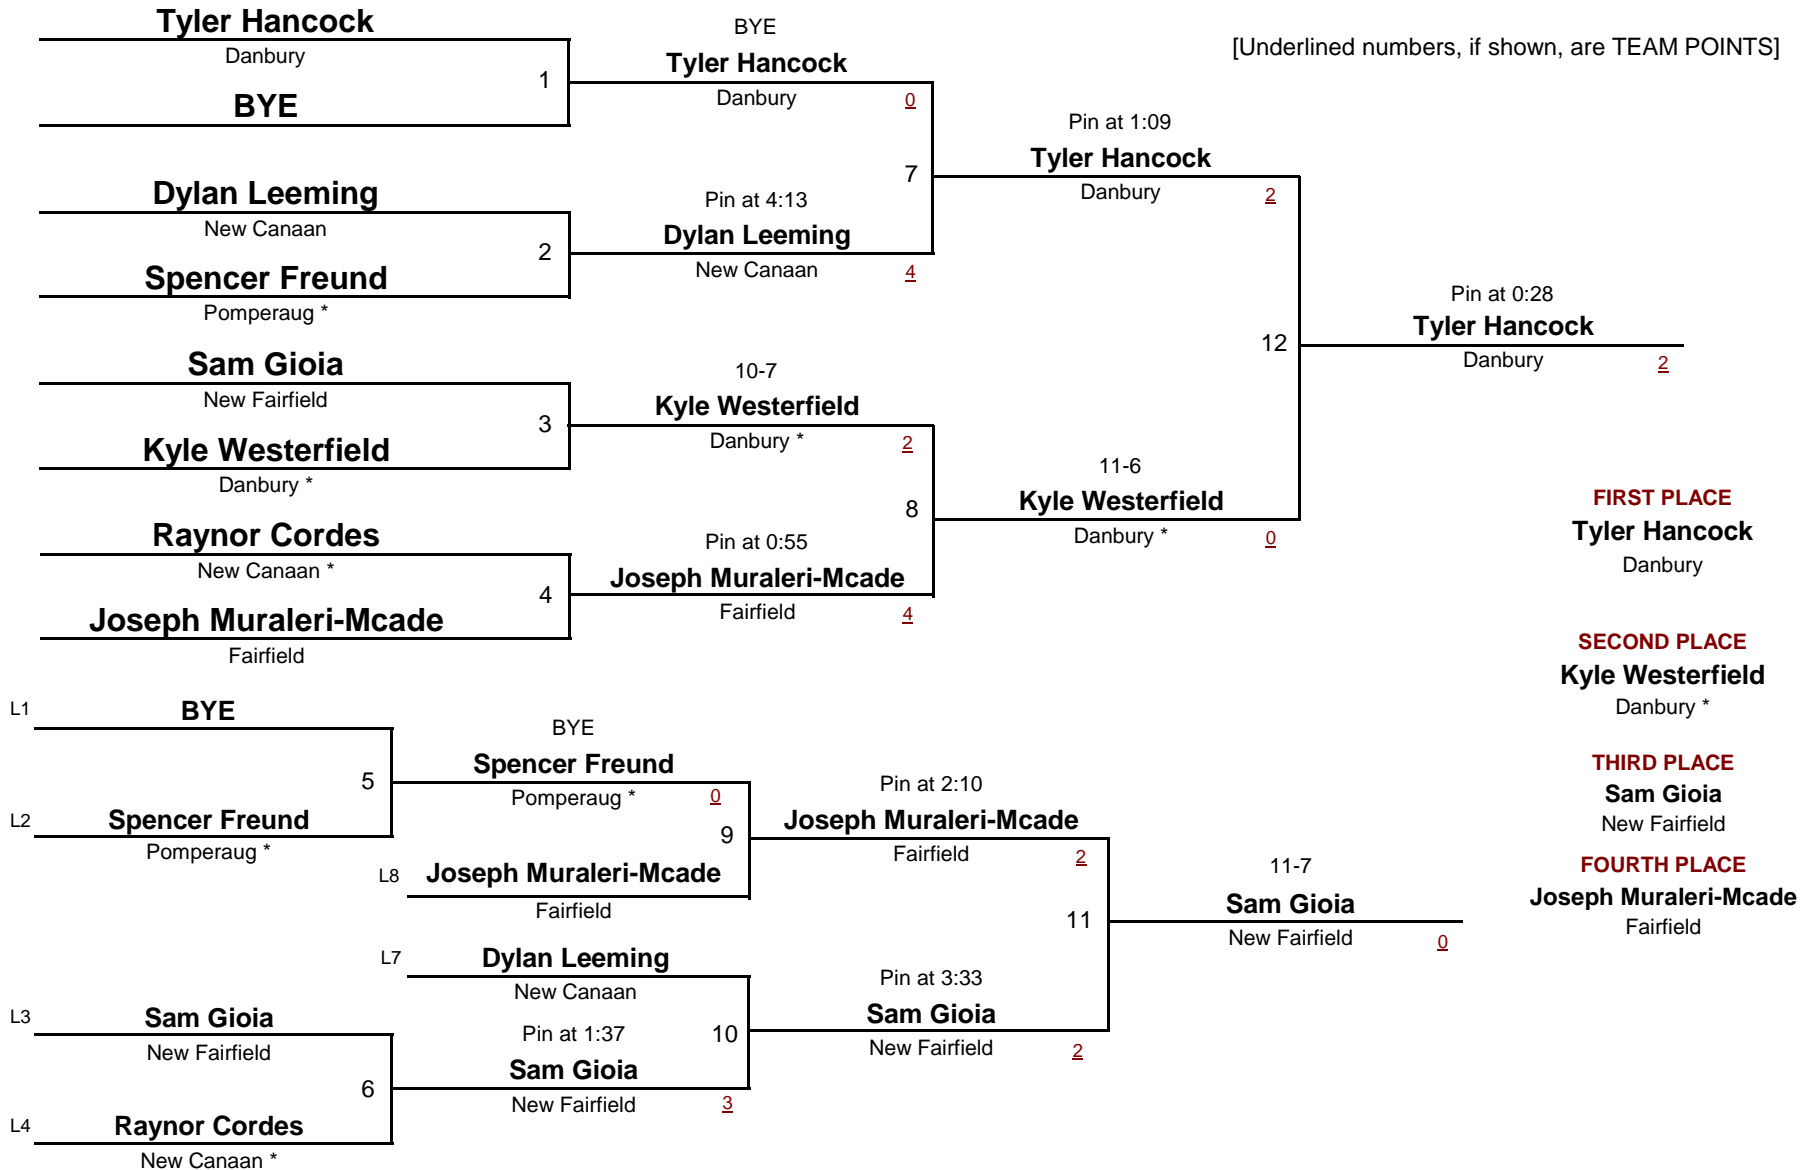 Tyler Hancock
Danbury
1
BYE
BYE
Tyler Hancock
Danbury
0
[Underlined numbers, if shown, are TEAM POINTS]
Dylan Leeming
New Canaan
2
Spencer Freund
Pomperaug *
Pin at 4:13
Dylan Leeming
New Canaan
4
7
Pin at 1:09
Tyler Hancock
Danbury
2
Sam Gioia
New Fairfield
3
Kyle Westerfield
Danbury *
10-7
Kyle Westerfield
Danbury *
2
Raynor Cordes
New Canaan *
4
Joseph Muraleri-Mcade
Fairfield
Pin at 0:55
Joseph Muraleri-Mcade
Fairfield
4
8
11-6
Kyle Westerfield
Danbury *
0
12
Pin at 0:28
Tyler Hancock
Danbury
2
FIRST PLACE
Tyler Hancock
Danbury
SECOND PLACE
Kyle Westerfield
Danbury *
THIRD PLACE
Sam Gioia
New Fairfield
FOURTH PLACE
Joseph Muraleri-Mcade
Fairfield
L1
BYE
5
L2
Spencer Freund
Pomperaug *
BYE
Spencer Freund
Pomperaug *
0
9
L8
Joseph Muraleri-Mcade
Fairfield
Pin at 2:10
Joseph Muraleri-Mcade
Fairfield
2
L7
Dylan Leeming
New Canaan
10
L3
Sam Gioia
New Fairfield
6
L4
Raynor Cordes
New Canaan *
Pin at 1:37
Sam Gioia
New Fairfield
3
Pin at 3:33
Sam Gioia
New Fairfield
2
11
11-7
Sam Gioia
New Fairfield
0